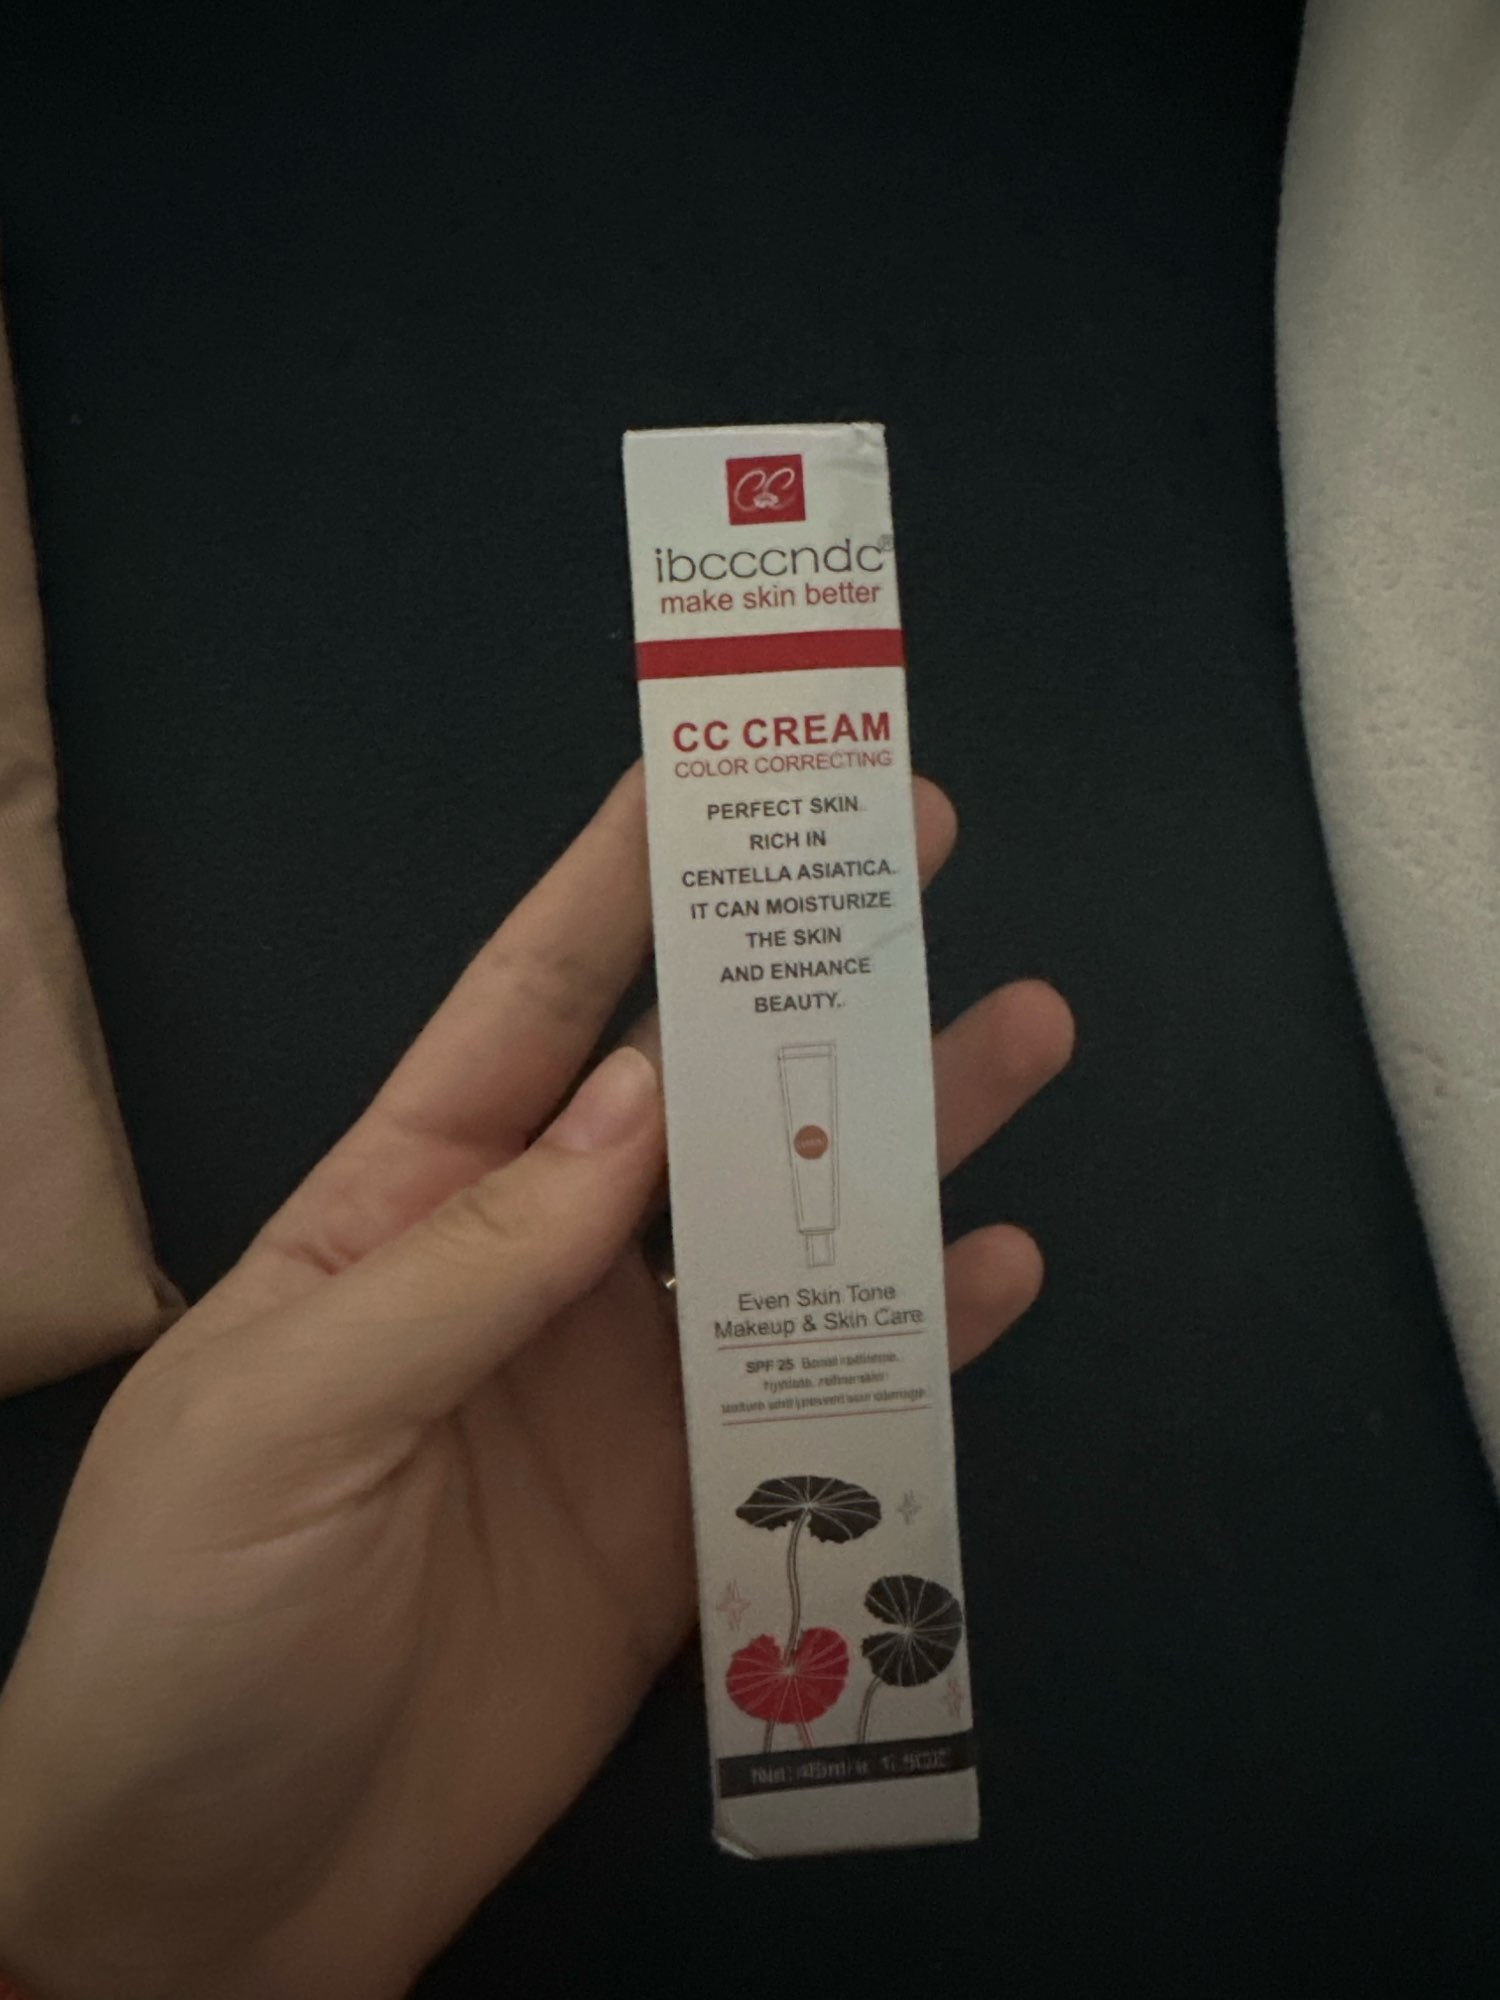 CC
ibcccndc®
make skin better
CC CREAM
COLOR CORRECTING
PERFECT SKIN
RICH IN
CENTELLA ASIATICA.
IT CAN MOISTURIZE
THE SKIN
AND ENHANCE
BEAUTY.
Even Skin Tone
Makeup & Skin Care
SPF 25